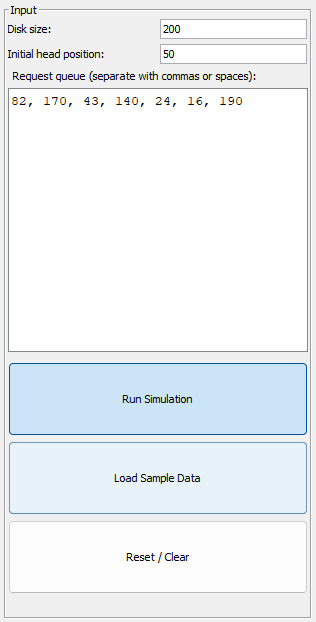 Input
Disk size: 200
Initial head position: 50
Request queue (separate with commas or spaces):
82, 170, 43, 140, 24, 16, 190
Run Simulation
Load Sample Data
Reset / Clear